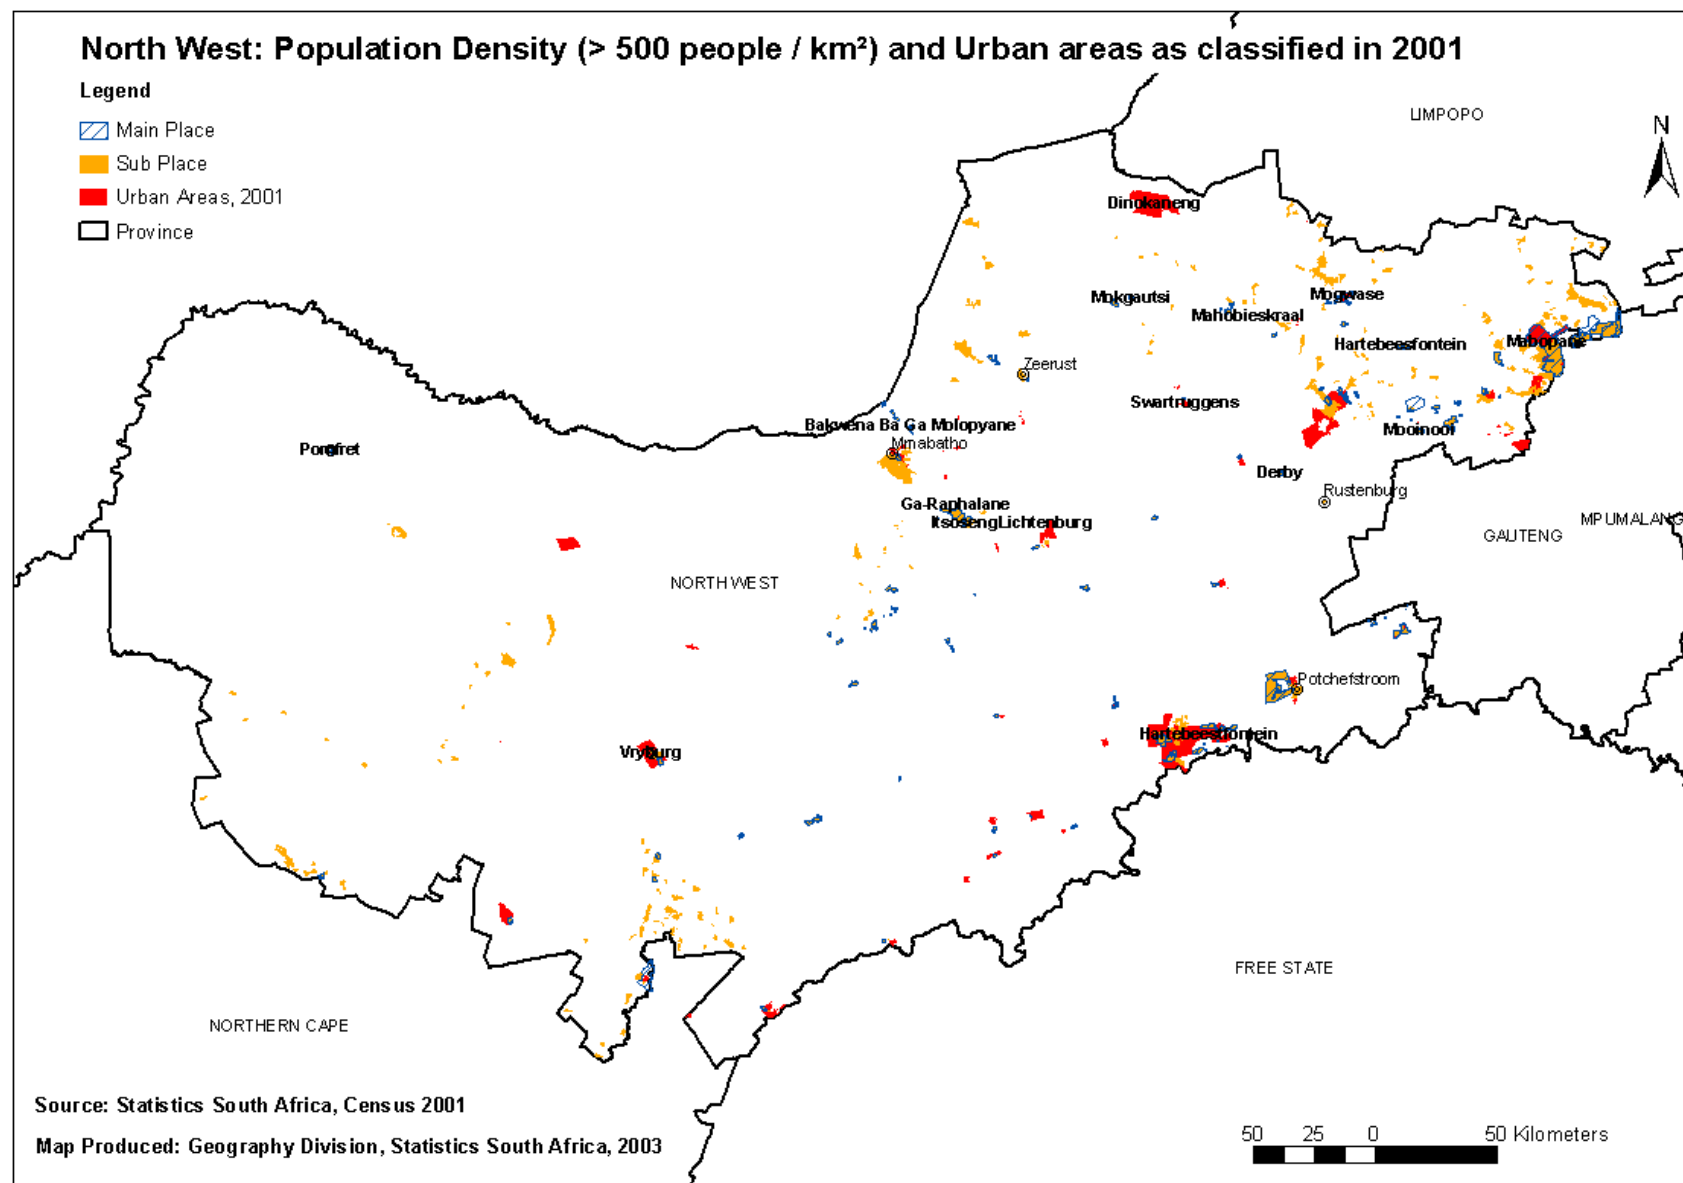 North West: Population Density (> 500 people / km²) and Urban areas as classified in 2001
Legend
Main Place
Sub Place
Urban Areas, 2001
Province
LIMPOPO
N
Dinokaneng
Mokgautsi
Mogwase
Mahobieskraal
Hartebeesfontein
Mabopane
Zeerust
Swartruggens
Bakwena Ba Ga Molopyane
Mooinooi
Mmabatho
Pomfret
Derby
Rustenburg
Ga-Raphalane
ItsosengLichtenburg
MPUMALANG
GAUTENG
NORTH WEST
Potchefstroom
Hartebeestfontein
Vryburg
FREE STATE
NORTHERN CAPE
Source: Statistics South Africa, Census 2001
Map Produced: Geography Division, Statistics South Africa, 2003
50 25 0 50 Kilometers